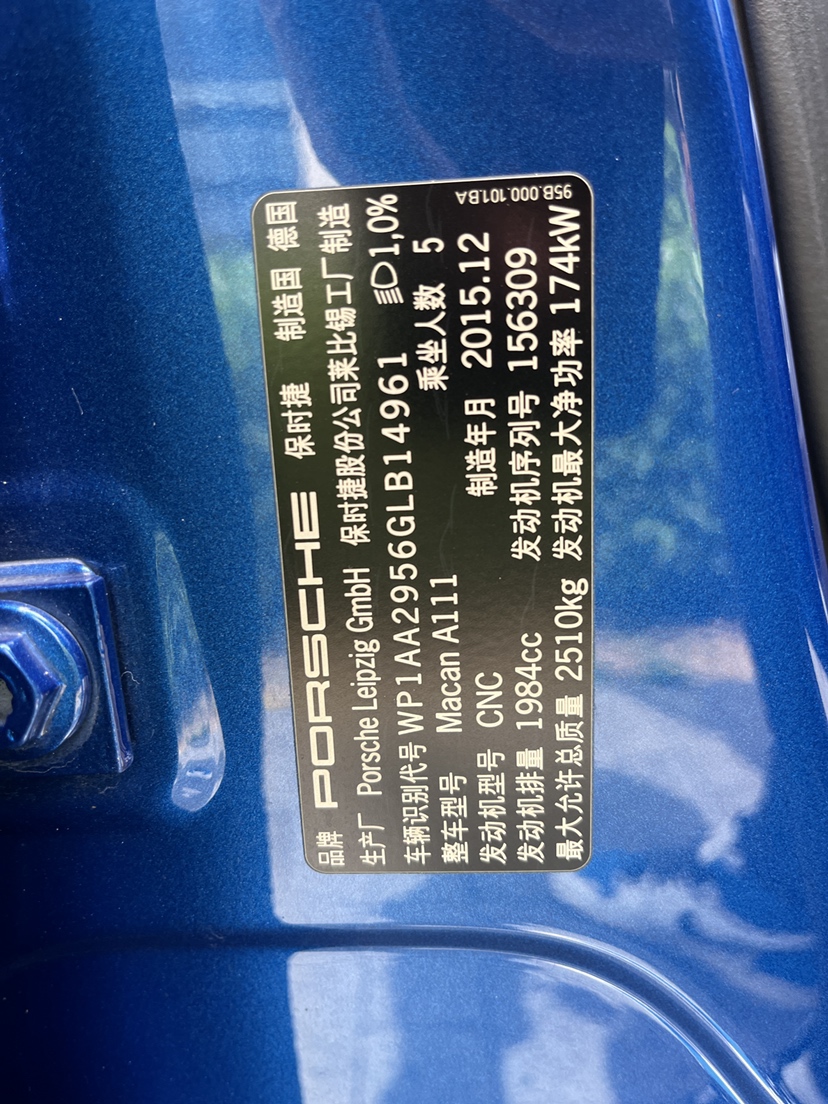 品牌 PORSCHE 保时捷 制造国 德国
生产厂 Porsche Leipzig GmbH 保时捷股份公司莱比锡工厂制造
车辆识别代号 WP1AA2956GLB14961 1,0%
整车型号 Macan A111 乘坐人数 5
发动机型号 CNC 制造年月 2015.12
发动机排量 1984cc 发动机序列号 156309
最大允许总质量 2510kg 发动机最大净功率 174kW
95B.000.101.BA